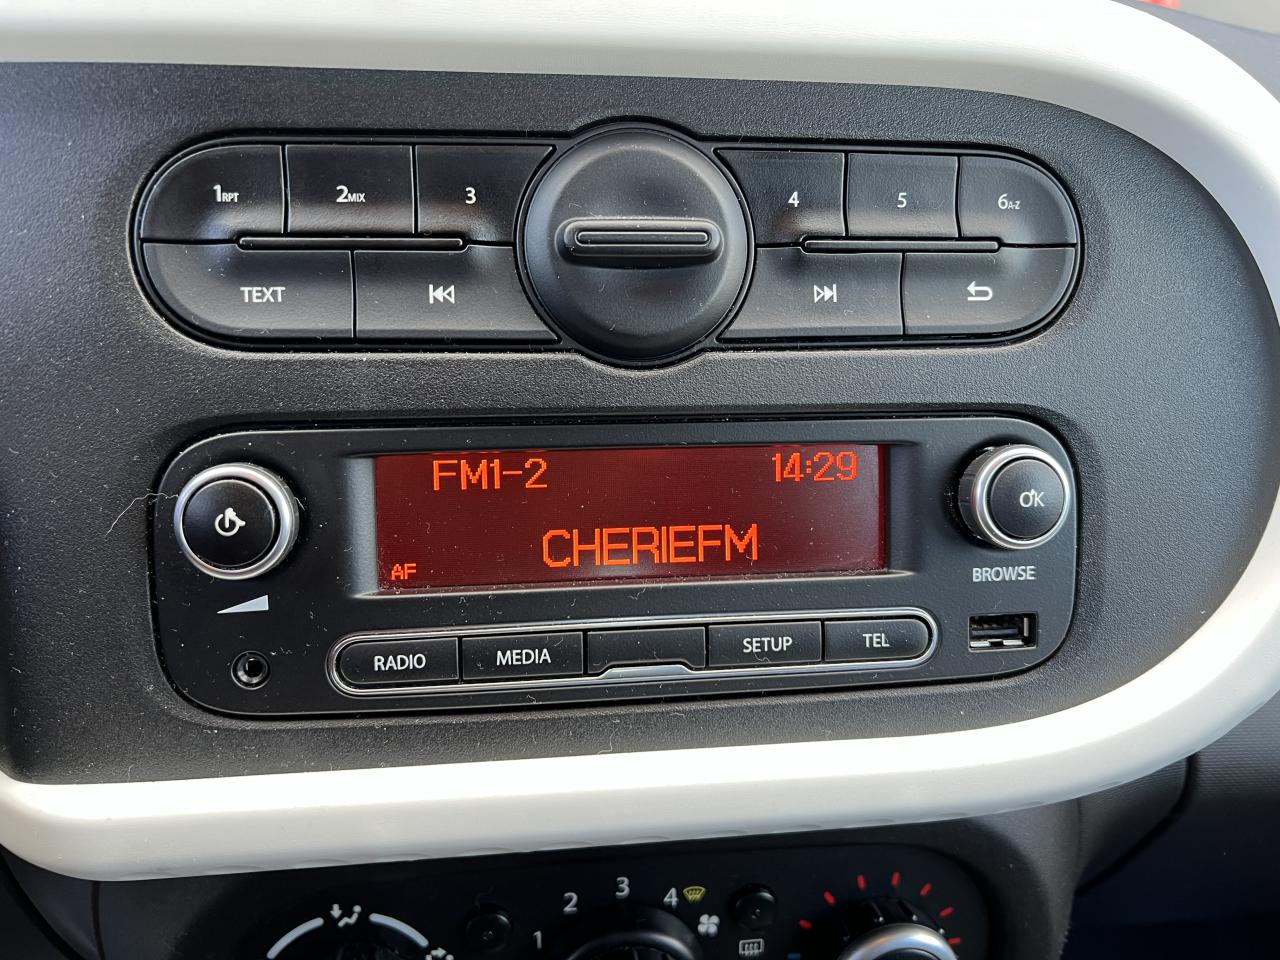 1RPT 2MIX 3 4 5 6A-Z
TEXT
FM1-2 14:29
CHERIEFM
AF
OK
BROWSE
RADIO MEDIA SETUP TEL
1 2 3 4